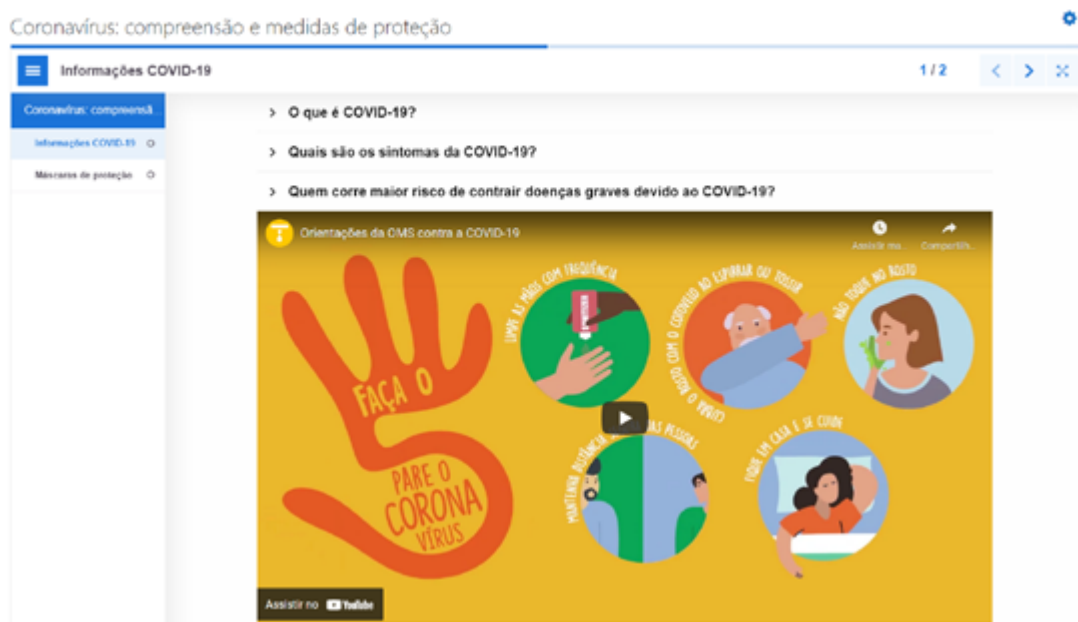 Coronavírus: compreensão e medidas de proteção
Informações COVID-19
1 / 2
Coronavírus: compreensã...
Informações COVID-19
Máscaras de proteção
O que é COVID-19?
Quais são os sintomas da COVID-19?
Quem corre maior risco de contrair doenças graves devido ao COVID-19?
Orientações da OMS contra a COVID-19
Assistir ma...
Compartilh...
FAÇA O
PARE O
CORONA
VÍRUS
LIMPE AS MÃOS COM FREQUÊNCIA
CUBRA O ROSTO COM O COTOVELO AO ESPIRRAR OU TOSSIR
NÃO TOQUE NO ROSTO
MANTENHA DISTÂNCIA DAS PESSOAS
FIQUE EM CASA E SE CUIDE
Assistir no YouTube